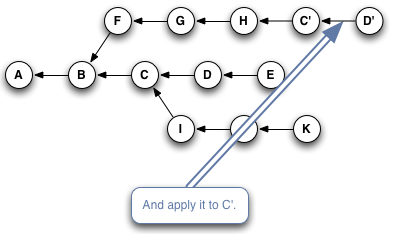 F G H C' D'
A B C D E
I K
And apply it to C'.